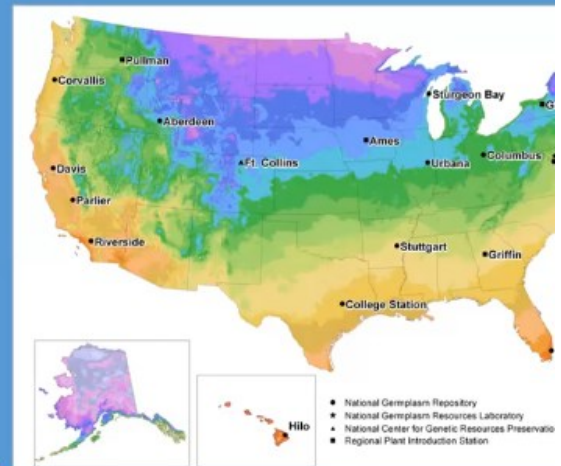 Pullman
Corvallis
Sturgeon Bay
G
Aberdeen
Ames
Ft. Collins
Urbana
Columbus
Davis
Parlier
Riverside
Stuttgart
Griffin
College Station
Hilo
National Germplasm Repository
National Germplasm Resources Laboratory
National Center for Genetic Resources Preservatio
Regional Plant Introduction Station